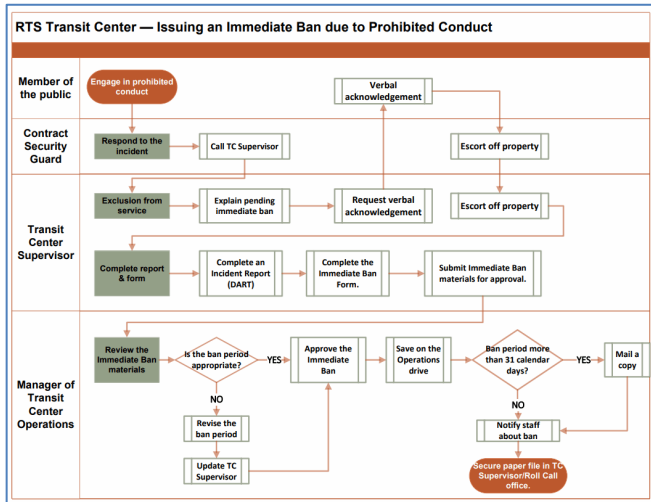 RTS Transit Center — Issuing an Immediate Ban due to Prohibited Conduct
Member of
the public
Engage in prohibited
conduct
Verbal
acknowledgement
Contract
Security
Guard
Respond to the
incident
Call TC Supervisor
Escort off property
Transit
Center
Supervisor
Exclusion from
service
Explain pending
immediate ban
Request verbal
acknowledgement
Escort off property
Complete report
& form
Complete an
Incident Report
(DART)
Complete the
Immediate Ban
Form.
Submit Immediate Ban
materials for approval.
Manager of
Transit
Center
Operations
Review the
Immediate Ban
materials
Is the ban period
appropriate?
YES
Approve the
Immediate
Ban
Save on the
Operations
drive
Ban period more
than 31 calendar
days?
YES
Mail a
copy
NO
Revise the
ban period
Update TC
Supervisor
NO
Notify staff
about ban
Secure paper file in TC
Supervisor/Roll Call
office.